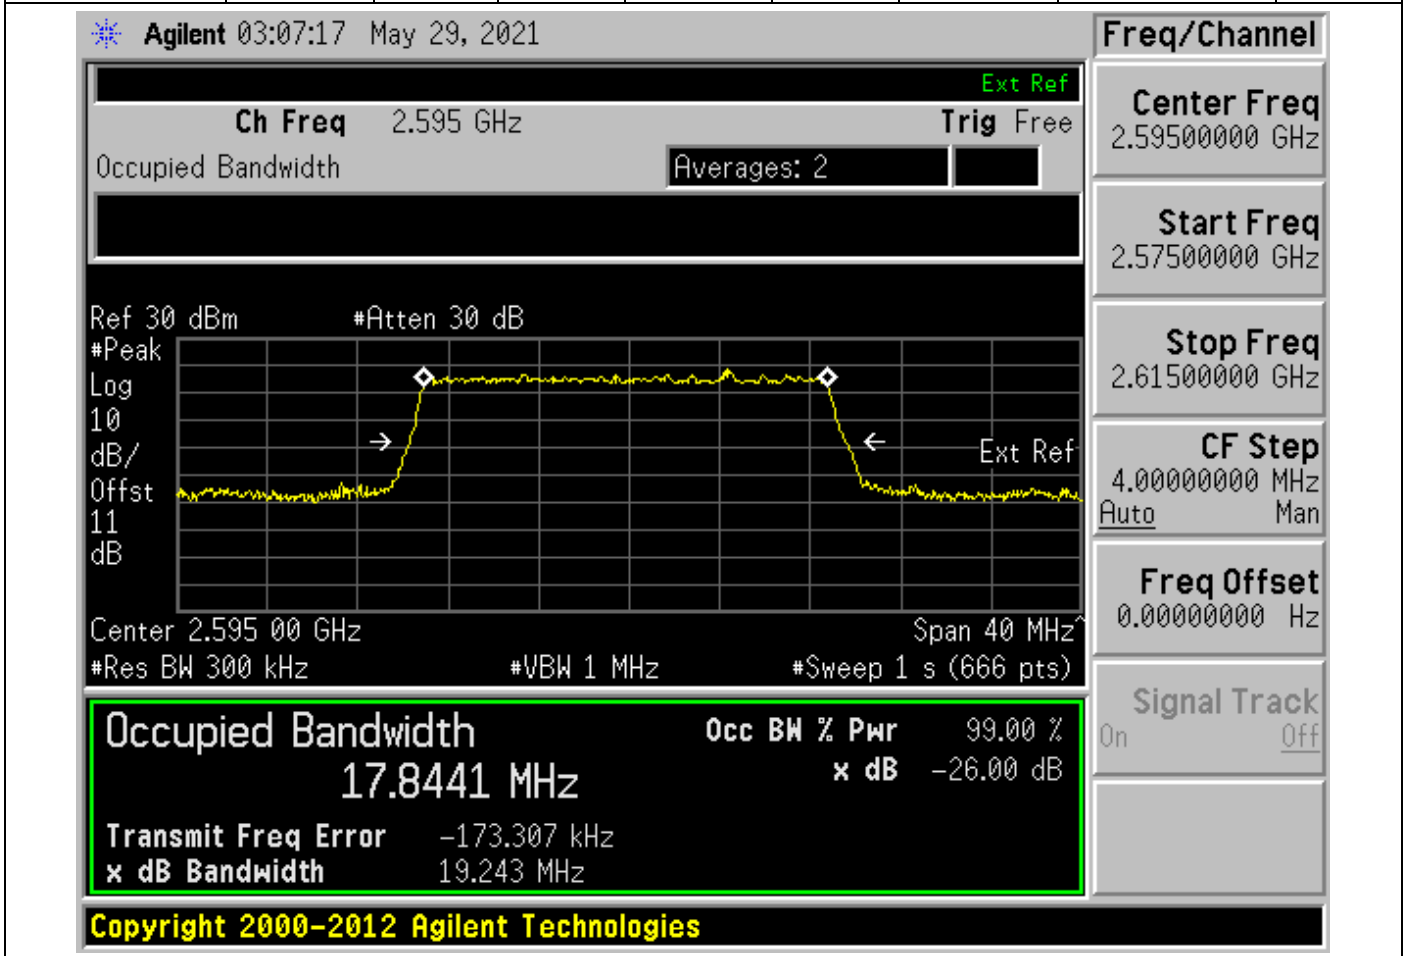 Agilent 03:07:17 May 29, 2021
Freq/Channel
Ext Ref
Ch Freq 2.595 GHz Trig Free
Occupied Bandwidth Averages: 2
Ref 30 dBm #Atten 30 dB
#Peak
Log
10
dB/
Offst
11
dB
Ext Ref
Center 2.595 00 GHz Span 40 MHz^
#Res BW 300 kHz #VBW 1 MHz #Sweep 1 s (666 pts)
Occupied Bandwidth Occ BW % Pwr 99.00 %
17.8441 MHz x dB -26.00 dB
Transmit Freq Error -173.307 kHz
x dB Bandwidth 19.243 MHz
Copyright 2000-2012 Agilent Technologies
Center Freq
2.59500000 GHz
Start Freq
2.57500000 GHz
Stop Freq
2.61500000 GHz
CF Step
4.00000000 MHz
Auto Man
Freq Offset
0.00000000 Hz
Signal Track
On Off